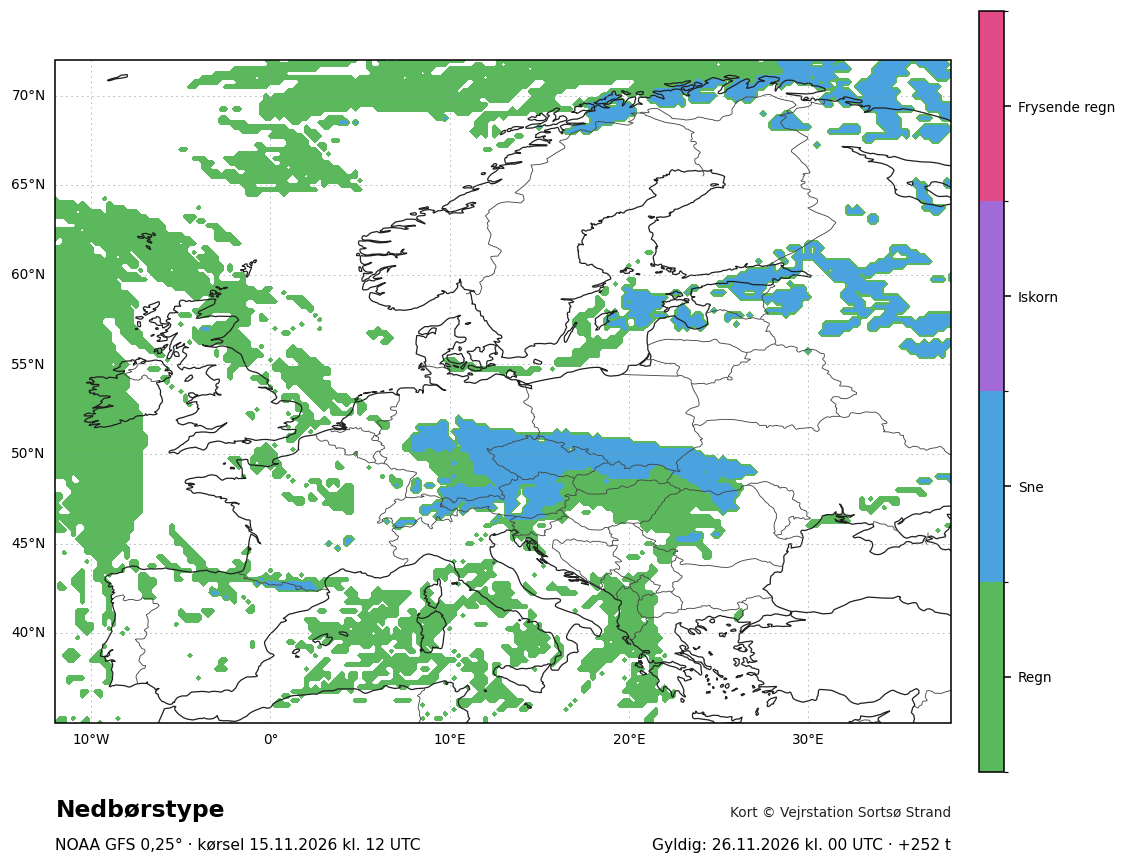 70°N
65°N
60°N
55°N
50°N
45°N
40°N
10°W
0°
10°E
20°E
30°E
Frysende regn
Iskorn
Sne
Regn
Nedbørstype
Kort © Vejrstation Sortsø Strand
NOAA GFS 0,25° · kørsel 15.11.2026 kl. 12 UTC
Gyldig: 26.11.2026 kl. 00 UTC · +252 t